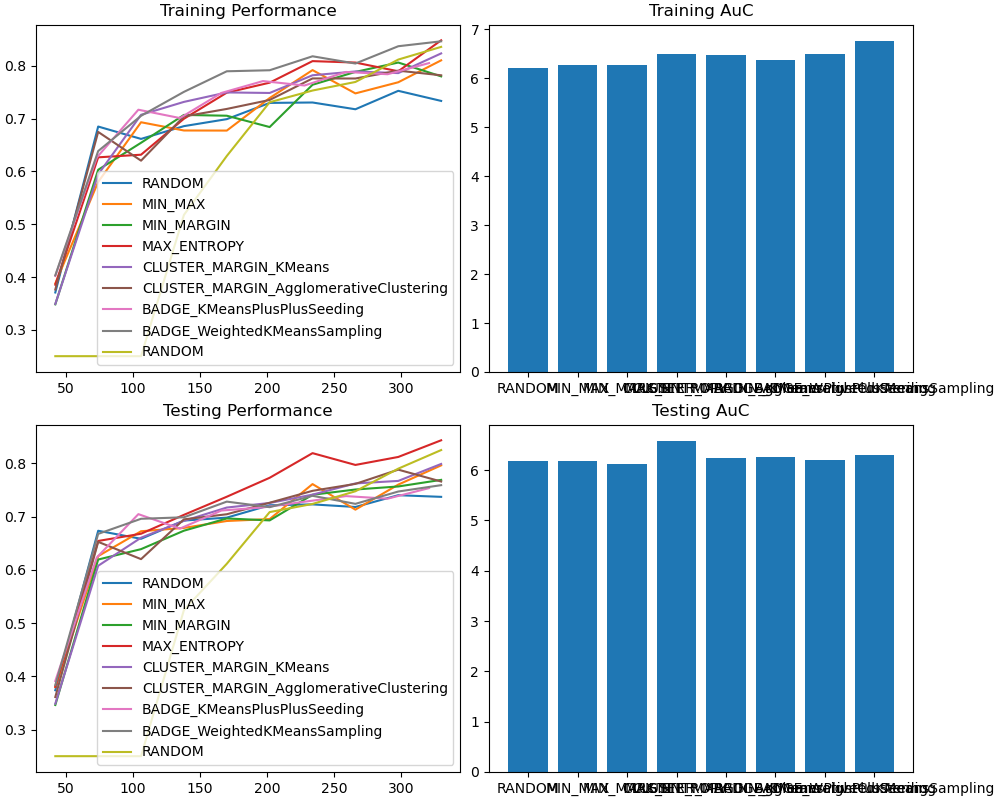 Training Performance
0.8
0.7
0.6
0.5
0.4
0.3
RANDOM
MIN_MAX
MIN_MARGIN
MAX_ENTROPY
CLUSTER_MARGIN_KMeans
CLUSTER_MARGIN_AgglomerativeClustering
BADGE_KMeansPlusPlusSeeding
BADGE_WeightedKMeansSampling
RANDOM
50 100 150 200 250 300
Training AuC
7
6
5
4
3
2
1
0
RANDOM MIN_MAX
Testing Performance
0.8
0.7
0.6
0.5
0.4
0.3
RANDOM
MIN_MAX
MIN_MARGIN
MAX_ENTROPY
CLUSTER_MARGIN_KMeans
CLUSTER_MARGIN_AgglomerativeClustering
BADGE_KMeansPlusPlusSeeding
BADGE_WeightedKMeansSampling
RANDOM
50 100 150 200 250 300
Testing AuC
6
5
4
3
2
1
0
RANDOM MIN_MAX